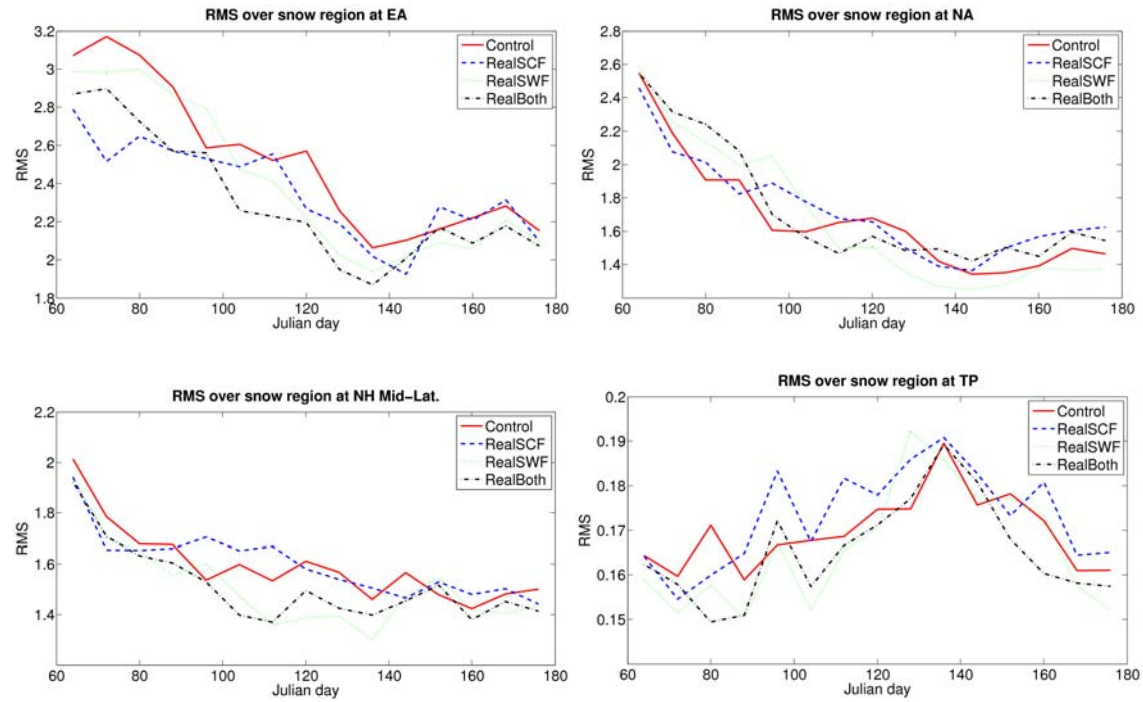 RMS over snow region at EA
3.2
3
2.8
2.6
2.4
2.2
2
1.8
RMS
60
80
100
120
140
160
180
Julian day
Control
RealSCF
RealSWF
RealBoth
RMS over snow region at NA
2.8
2.6
2.4
2.2
2
1.8
1.6
1.4
RMS
60
80
100
120
140
160
180
Julian day
Control
RealSCF
RealSWF
RealBoth
RMS over snow region at NH Mid-Lat.
2.2
2
1.8
1.6
1.4
RMS
60
80
100
120
140
160
180
Julian day
Control
RealSCF
RealSWF
RealBoth
RMS over snow region at TP
0.2
0.19
0.18
0.17
0.16
0.15
RMS
60
80
100
120
140
160
180
Julian day
Control
RealSCF
RealSWF
RealBoth